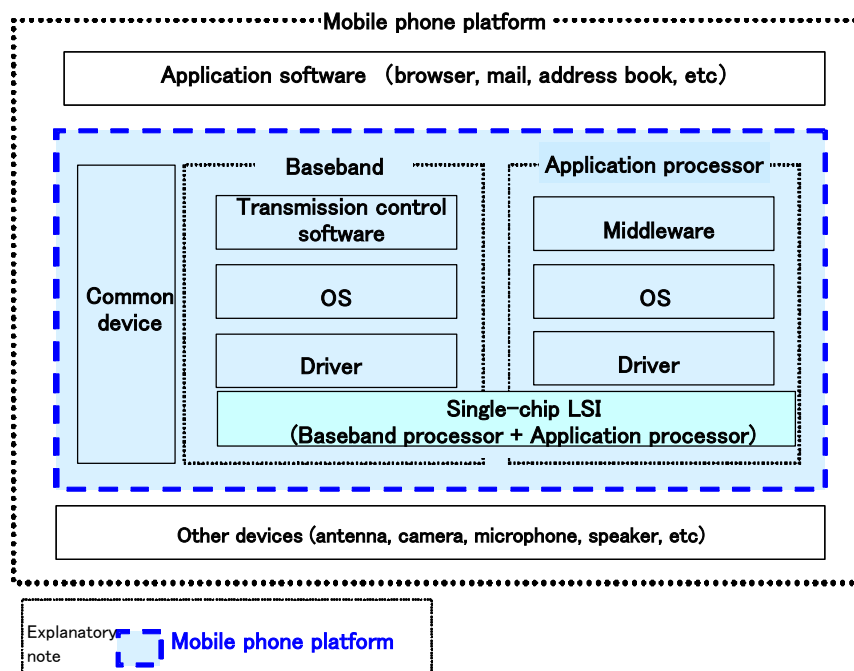 Mobile phone platform
Application software （browser, mail, address book, etc）
Baseband
Application processor
Transmission control
software
Middleware
OS
OS
Common
device
Driver
Driver
Single-chip LSI
(Baseband processor + Application processor)
Other devices (antenna, camera, microphone, speaker, etc)
Explanatory
note
Mobile phone platform